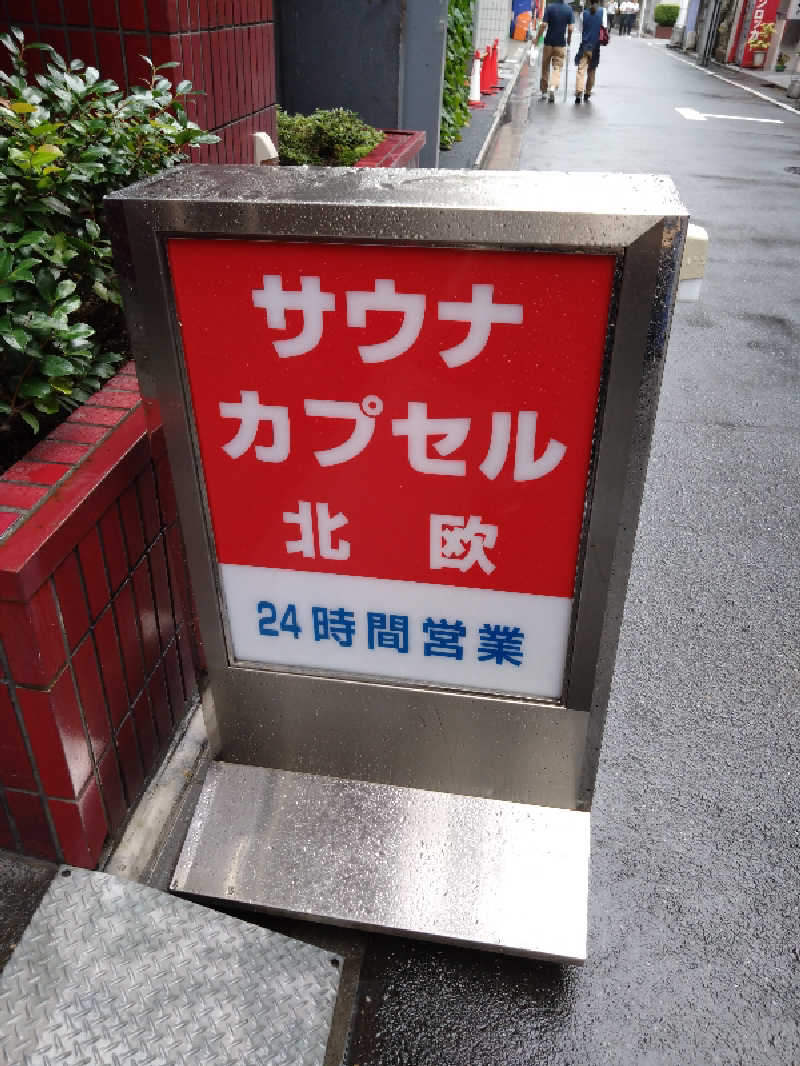 サウナ
カプセル
北 欧
24時間営業